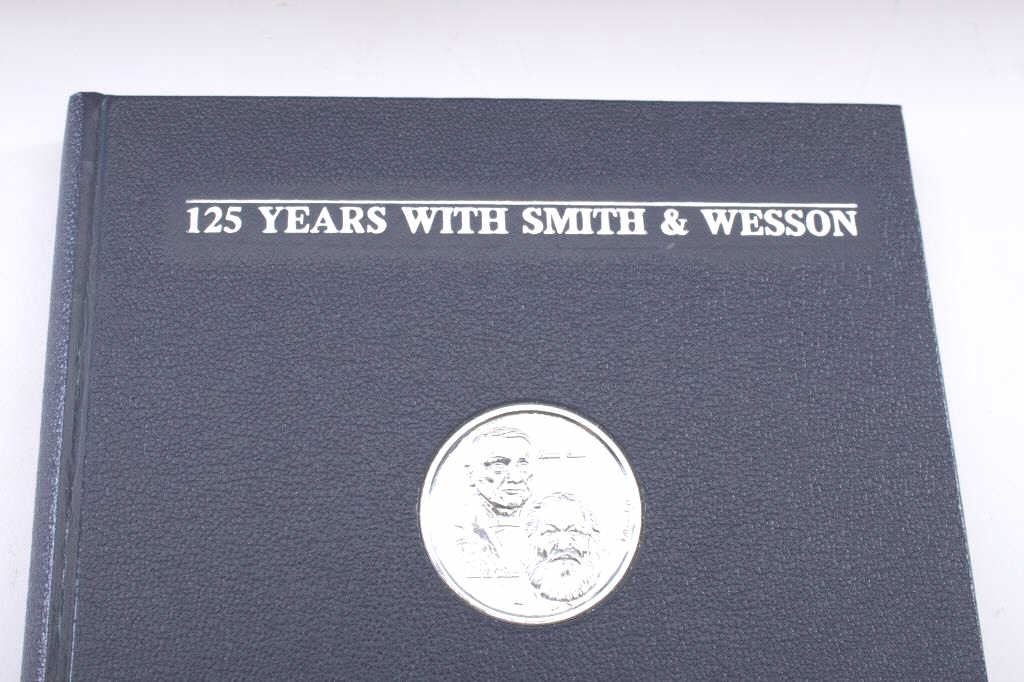 125 YEARS WITH SMITH & WESSON